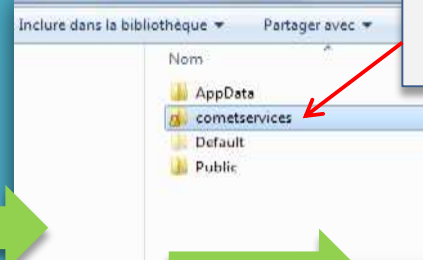 Inclure dans la bibliothèque Partager avec
Nom
AppData
cometservices
Default
Public